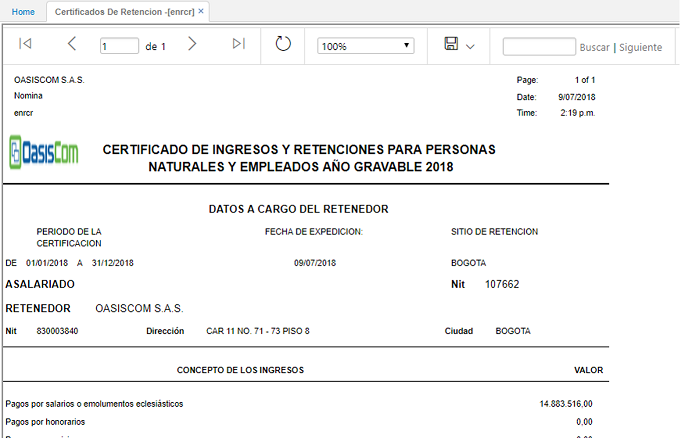 Home
Certificados De Retencion -[enrcr] ×
1 de 1
100%
Buscar | Siguiente
OASISCOM S.A.S. Page: 1 of 1
Nomina Date: 9/07/2018
enrcr Time: 2:19 p.m.
OasisCom
CERTIFICADO DE INGRESOS Y RETENCIONES PARA PERSONAS
NATURALES Y EMPLEADOS AÑO GRAVABLE 2018
DATOS A CARGO DEL RETENEDOR
PERIODO DE LA CERTIFICACION FECHA DE EXPEDICION: SITIO DE RETENCION
DE 01/01/2018 A 31/12/2018 09/07/2018 BOGOTA
ASALARIADO Nit 107662
RETENEDOR OASISCOM S.A.S.
Nit 830003840 Dirección CAR 11 NO. 71 - 73 PISO 8 Ciudad BOGOTA
CONCEPTO DE LOS INGRESOS VALOR
Pagos por salarios o emolumentos eclesiásticos 14.883.516,00
Pagos por honorarios 0,00